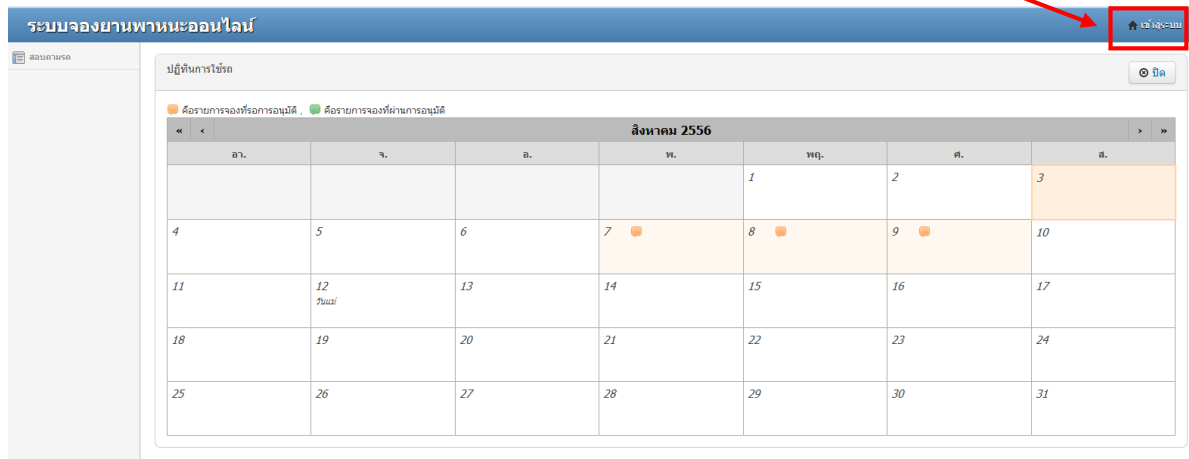 ระบบจองยานพาหนะออนไลน์
เข้าสู่ระบบ
สอบถามรถ
ปฏิทินการใช้รถ
ปิด
คือรายการจองที่รอการอนุมัติ , คือรายการจองที่ผ่านการอนุมัติ
« ‹ สิงหาคม 2556 › »
อา. จ. อ. พ. พฤ. ศ. ส.
1 2 3
4 5 6 7 8 9 10
11 12 13 14 15 16 17
วันแม่
18 19 20 21 22 23 24
25 26 27 28 29 30 31